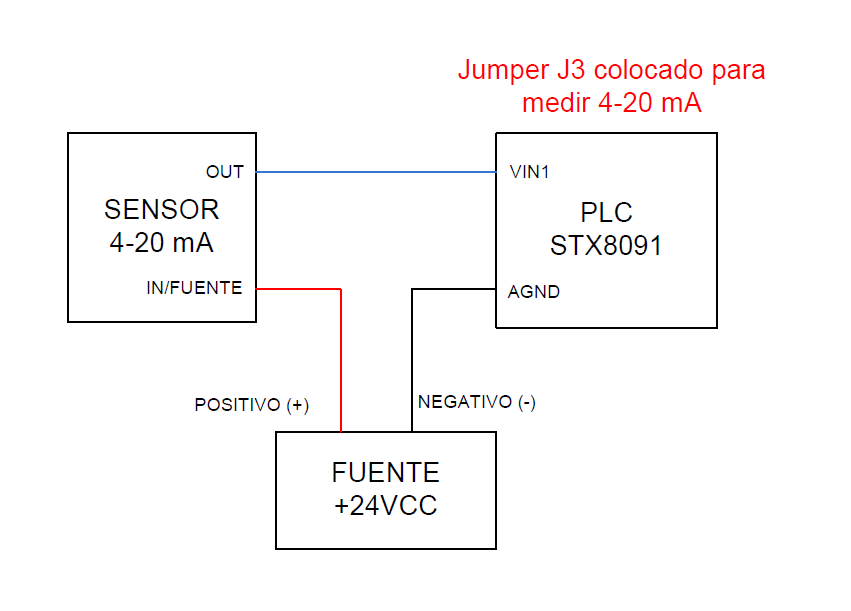 Jumper J3 colocado para
medir 4-20 mA
OUT
SENSOR
4-20 mA
IN/FUENTE
VIN1
PLC
STX8091
AGND
POSITIVO (+)
NEGATIVO (-)
FUENTE
+24VCC